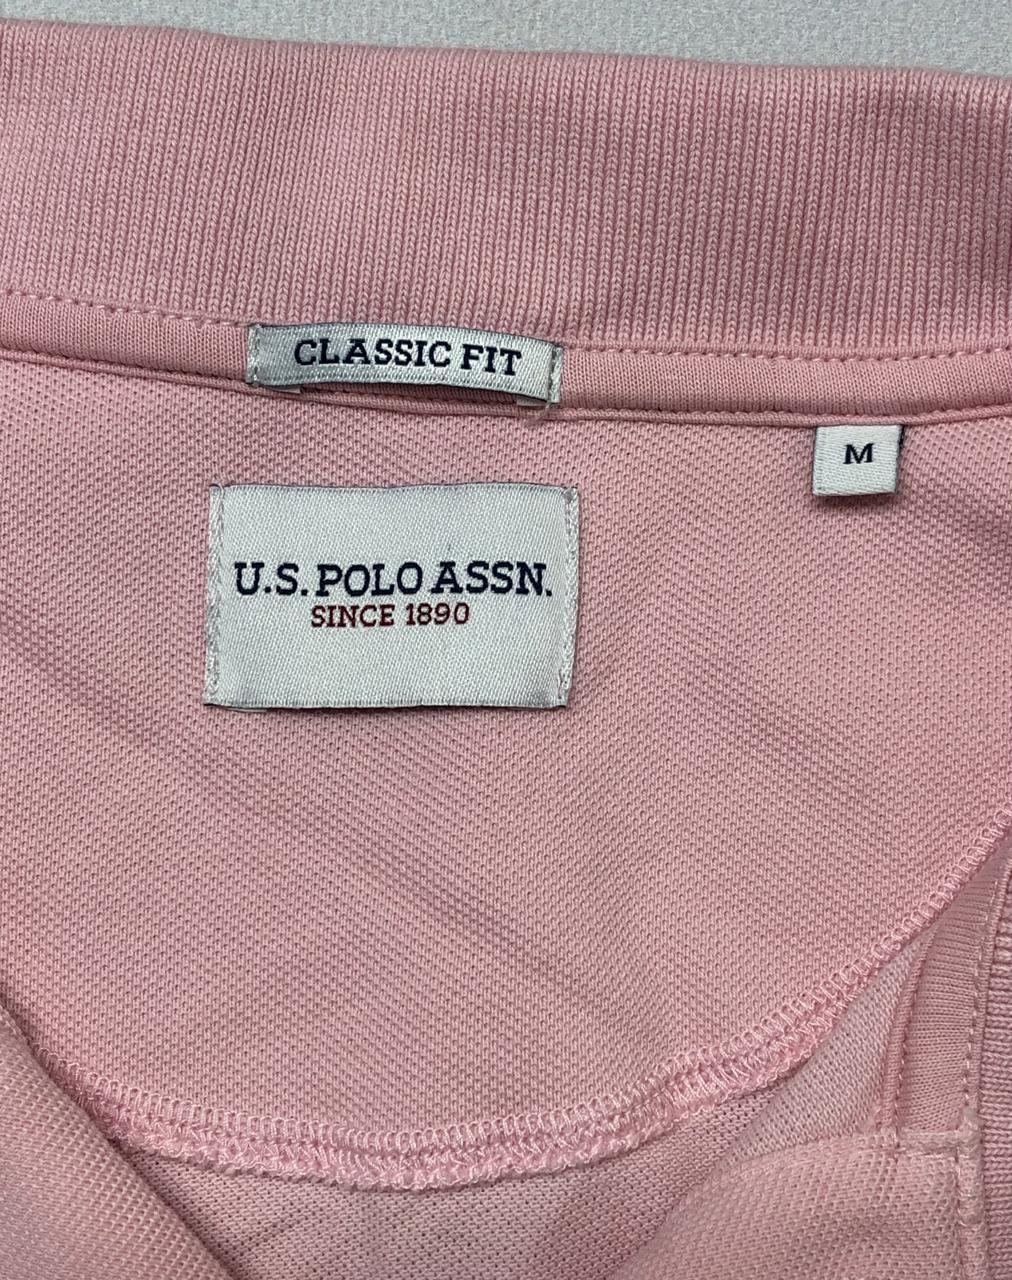 CLASSIC FIT
M
U.S. POLO ASSN.
SINCE 1890